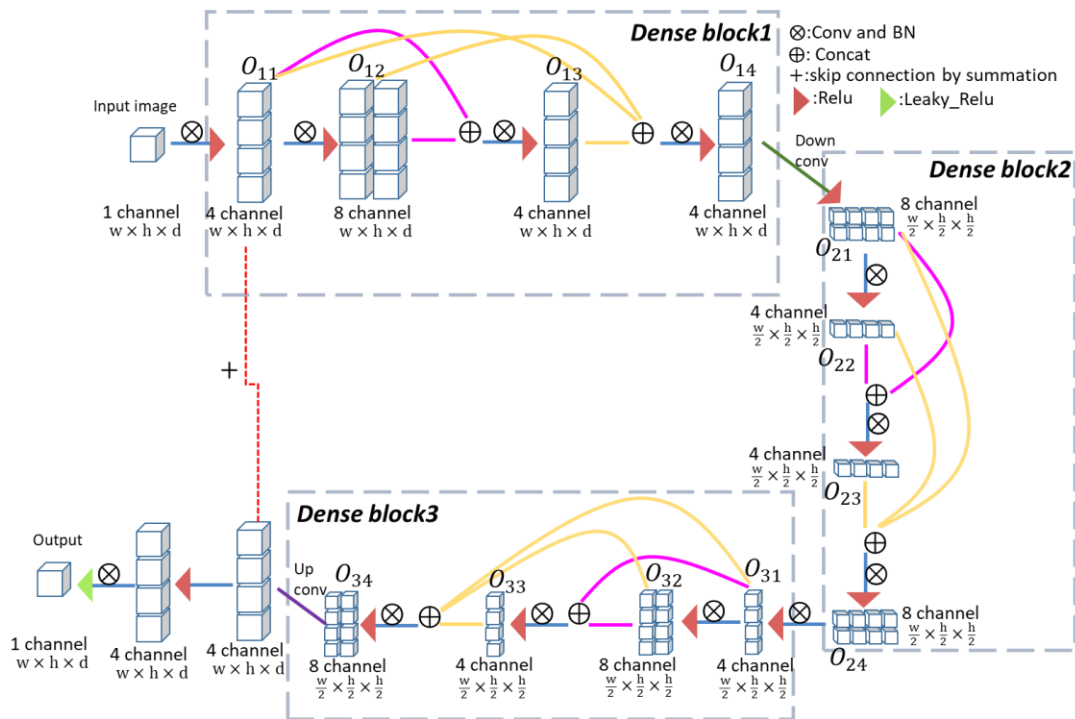 Dense block1
⊗:Conv and BN
⊕: Concat
+:skip connection by summation
:Relu
:Leaky_Relu
O11
O12
O13
O14
Input image
⊗
⊗
⊕
⊗
⊕
⊗
1 channel
w × h × d
4 channel
w × h × d
8 channel
w × h × d
4 channel
w × h × d
4 channel
w × h × d
Down
conv
Dense block2
8 channel
w/2 × h/2 × h/2
O21
⊗
4 channel
w/2 × h/2 × h/2
O22
⊕
⊗
4 channel
w/2 × h/2 × h/2
O23
⊕
⊗
8 channel
w/2 × h/2 × h/2
O24
+
Dense block3
O31
O32
O33
O34
⊗
⊗
⊕
⊗
⊕
⊗
4 channel
w/2 × h/2 × h/2
8 channel
w/2 × h/2 × h/2
4 channel
w/2 × h/2 × h/2
8 channel
w/2 × h/2 × h/2
Up
conv
4 channel
w × h × d
4 channel
w × h × d
Output
⊗
1 channel
w × h × d